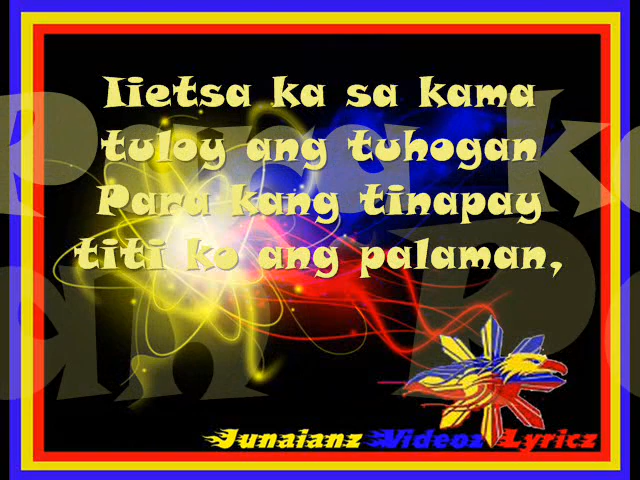 Iietsa ka sa kama
tuloy ang tuhogan
Para kang tinapay
titi ko ang palaman,
Junaianz Videoz Lyricz